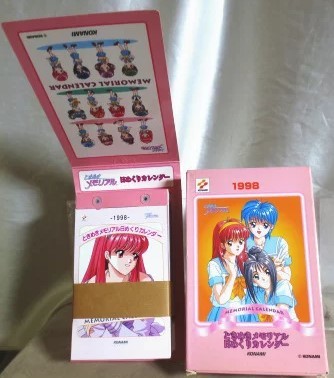 KONAMI
MEMORIAL CALENDAR
ときめき
メモリアル 日めくりカレンダー
-1998-
ときめきメモリアル日めくりカレンダー
KONAMI
KONAMI
1998
MEMORIAL CALENDAR
ときめきメモリアル
日めくりカレンダー
KONAMI